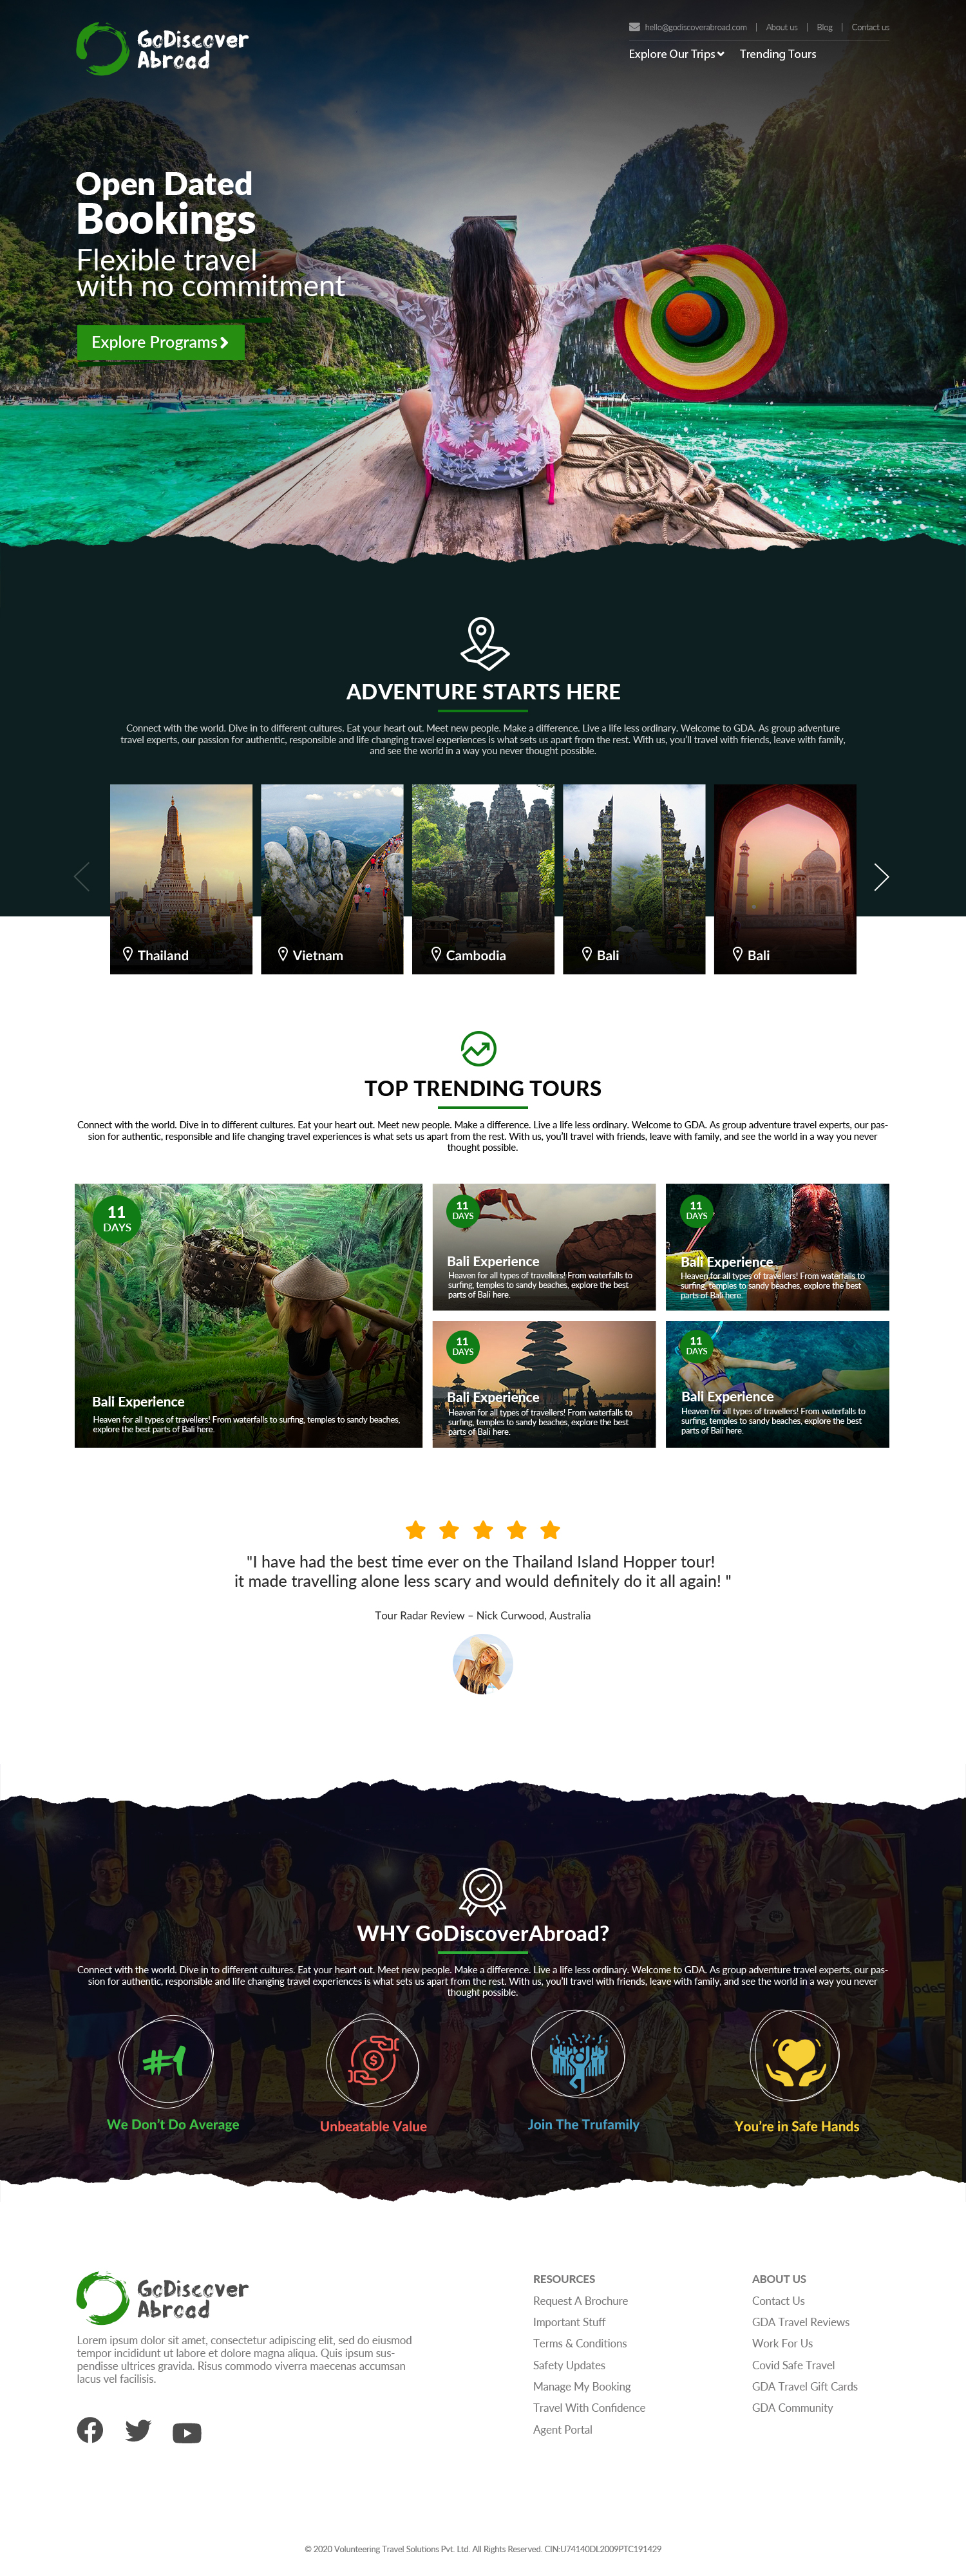 GoDiscover
Abroad
hello@godiscoverabroad.com | About us | Blog | Contact us
Explore Our Trips Trending Tours
Open Dated
Bookings
Flexible travel
with no commitment
Explore Programs
ADVENTURE STARTS HERE
Connect with the world. Dive in to different cultures. Eat your heart out. Meet new people. Make a difference. Live a life less ordinary. Welcome to GDA. As group adventure
travel experts, our passion for authentic, responsible and life changing travel experiences is what sets us apart from the rest. With us, you'll travel with friends, leave with family,
and see the world in a way you never thought possible.
Thailand
Vietnam
Cambodia
Bali
Bali
TOP TRENDING TOURS
Connect with the world. Dive in to different cultures. Eat your heart out. Meet new people. Make a difference. Live a life less ordinary. Welcome to GDA. As group adventure travel experts, our pas-
sion for authentic, responsible and life changing travel experiences is what sets us apart from the rest. With us, you'll travel with friends, leave with family, and see the world in a way you never
thought possible.
11
DAYS
Bali Experience
Heaven for all types of travellers! From waterfalls to surfing, temples to sandy beaches,
explore the best parts of Bali here.
11
DAYS
Bali Experience
Heaven for all types of travellers! From waterfalls to
surfing, temples to sandy beaches, explore the best
parts of Bali here.
11
DAYS
Bali Experience
Heaven for all types of travellers! From waterfalls to
surfing, temples to sandy beaches, explore the best
parts of Bali here.
11
DAYS
Bali Experience
Heaven for all types of travellers! From waterfalls to
surfing, temples to sandy beaches, explore the best
parts of Bali here.
11
DAYS
Bali Experience
Heaven for all types of travellers! From waterfalls to
surfing, temples to sandy beaches, explore the best
parts of Bali here.
"I have had the best time ever on the Thailand Island Hopper tour!
it made travelling alone less scary and would definitely do it all again! "
Tour Radar Review – Nick Curwood, Australia
WHY GoDiscoverAbroad?
Connect with the world. Dive in to different cultures. Eat your heart out. Meet new people. Make a difference. Live a life less ordinary. Welcome to GDA. As group adventure travel experts, our pas-
sion for authentic, responsible and life changing travel experiences is what sets us apart from the rest. With us, you'll travel with friends, leave with family, and see the world in a way you never
thought possible.
#1
$
We Don't Do Average
Unbeatable Value
Join The Trufamily
You're in Safe Hands
GoDiscover
Abroad
Lorem ipsum dolor sit amet, consectetur adipiscing elit, sed do eiusmod
tempor incididunt ut labore et dolore magna aliqua. Quis ipsum sus-
pendisse ultrices gravida. Risus commodo viverra maecenas accumsan
lacus vel facilisis.
RESOURCES
Request A Brochure
Important Stuff
Terms & Conditions
Safety Updates
Manage My Booking
Travel With Confidence
Agent Portal
ABOUT US
Contact Us
GDA Travel Reviews
Work For Us
Covid Safe Travel
GDA Travel Gift Cards
GDA Community
© 2020 Volunteering Travel Solutions Pvt. Ltd. All Rights Reserved. CIN:U74140DL2009PTC191429